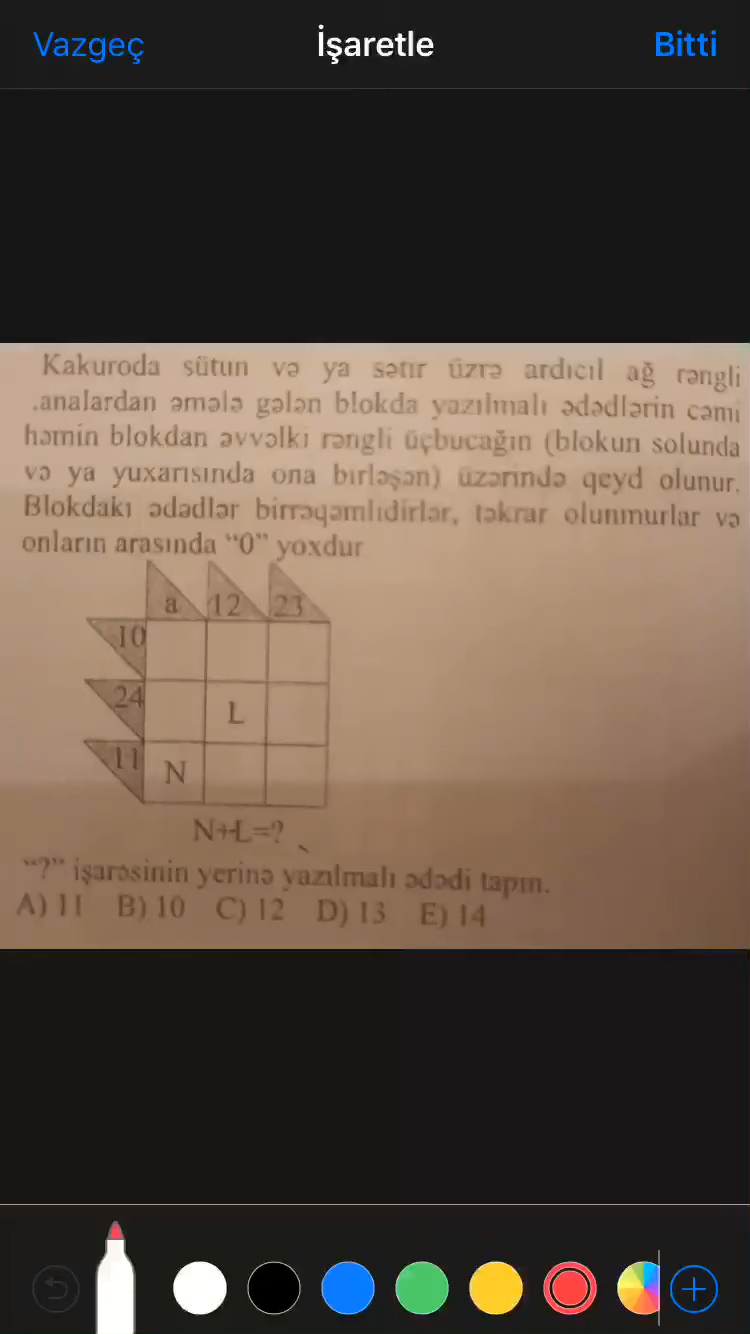 Vazgeç İşaretle Bitti
Kakuroda sütun və ya sətir üzrə ardıcıl ağ rəngli
.analardan əmələ gələn blokda yazılmalı ədədlərin cəmi
həmin blokdan əvvəlki rəngli üçbucağın (blokun solunda
və ya yuxarısında ona birləşən) üzərində qeyd olunur.
Blokdakı ədədlər birrəqəmlidirlər, təkrar olunmurlar və
onların arasında “0” yoxdur
a 12 23
10
24 L
11 N
N+L=?
“?” işarəsinin yerinə yazılmalı ədədi tapın.
A) 11 B) 10 C) 12 D) 13 E) 14